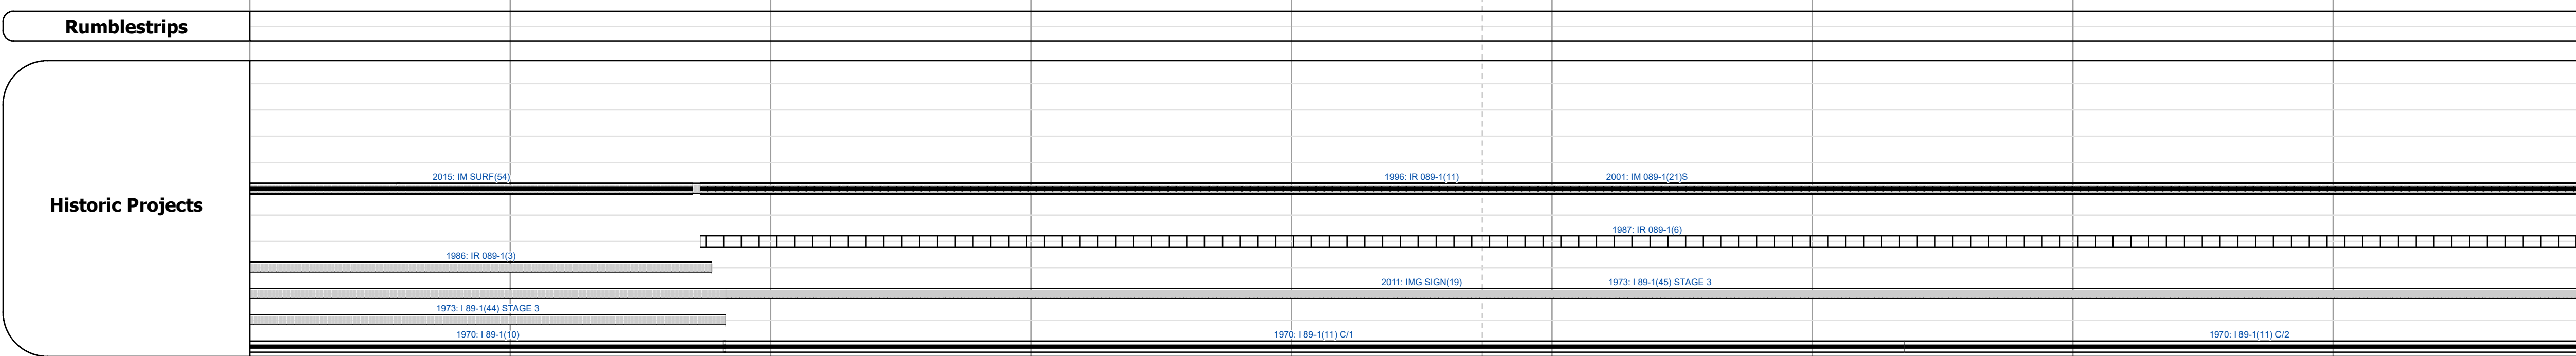 Rumblestrips
Historic Projects
2015: IM SURF(54)
1996: IR 089-1(11)
2001: IM 089-1(21)S
1987: IR 089-1(6)
1986: IR 089-1(3)
2011: IMG SIGN(19)
1973: I 89-1(45) STAGE 3
1973: I 89-1(44) STAGE 3
1970: I 89-1(10)
1970: I 89-1(11) C/1
1970: I 89-1(11) C/2